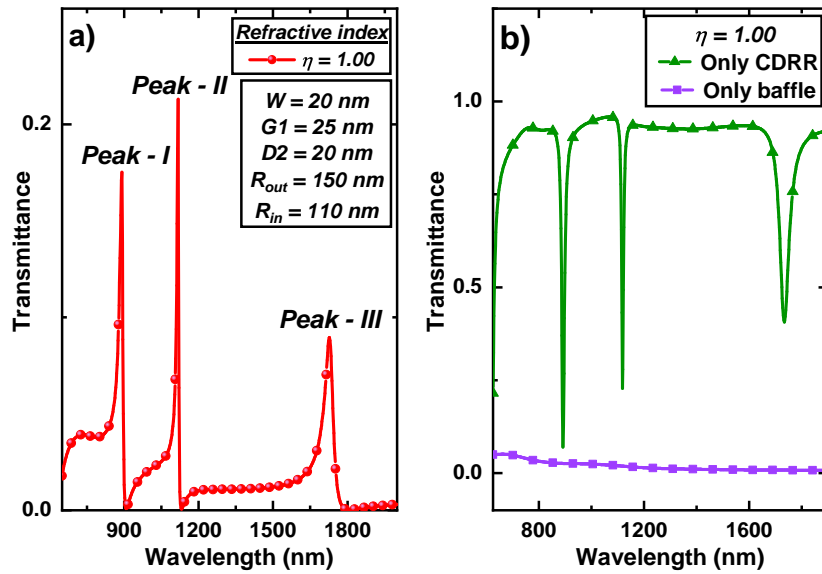 a)
Refractive index
η = 1.00
Peak - I
Peak - II
Peak - III
W = 20 nm
G1 = 25 nm
D2 = 20 nm
Rout = 150 nm
Rin = 110 nm
0.2
0.0
Transmittance
900
1200
1500
1800
Wavelength (nm)
b)
η = 1.00
Only CDRR
Only baffle
1.0
0.5
0.0
Transmittance
800
1200
1600
Wavelength (nm)